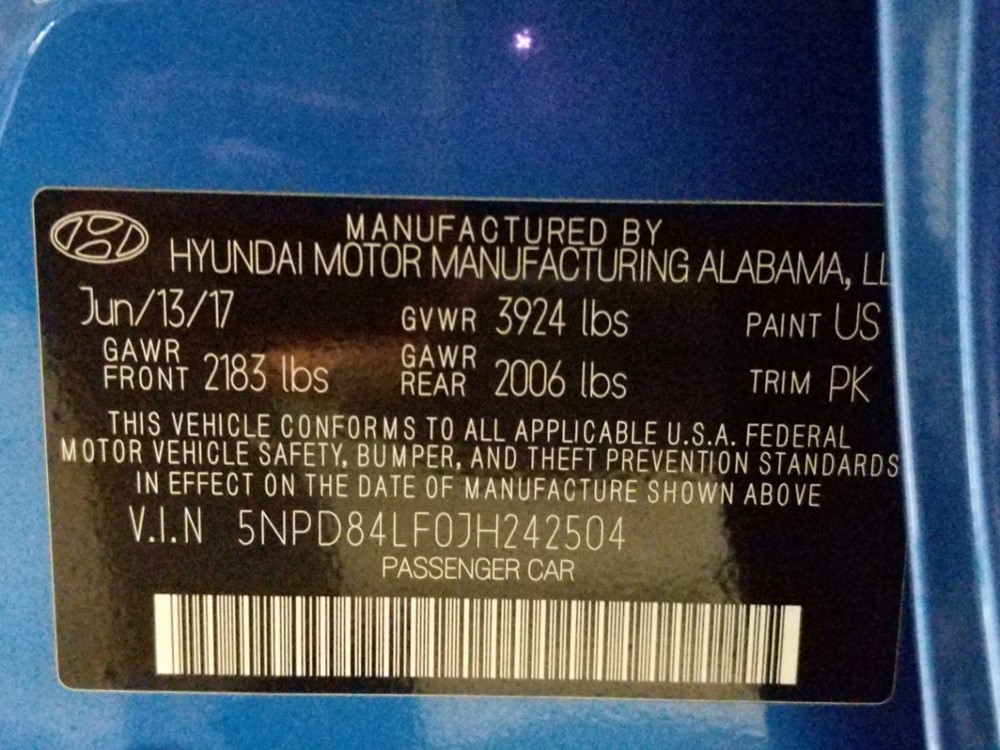 MANUFACTURED BY
HYUNDAI MOTOR MANUFACTURING ALABAMA, LL
Jun/13/17 GVWR 3924 lbs PAINT US
GAWR FRONT 2183 lbs GAWR REAR 2006 lbs TRIM PK
THIS VEHICLE CONFORMS TO ALL APPLICABLE U.S.A. FEDERAL
MOTOR VEHICLE SAFETY, BUMPER, AND THEFT PREVENTION STANDARDS
IN EFFECT ON THE DATE OF MANUFACTURE SHOWN ABOVE
V.I.N 5NPD84LF0JH242504
PASSENGER CAR